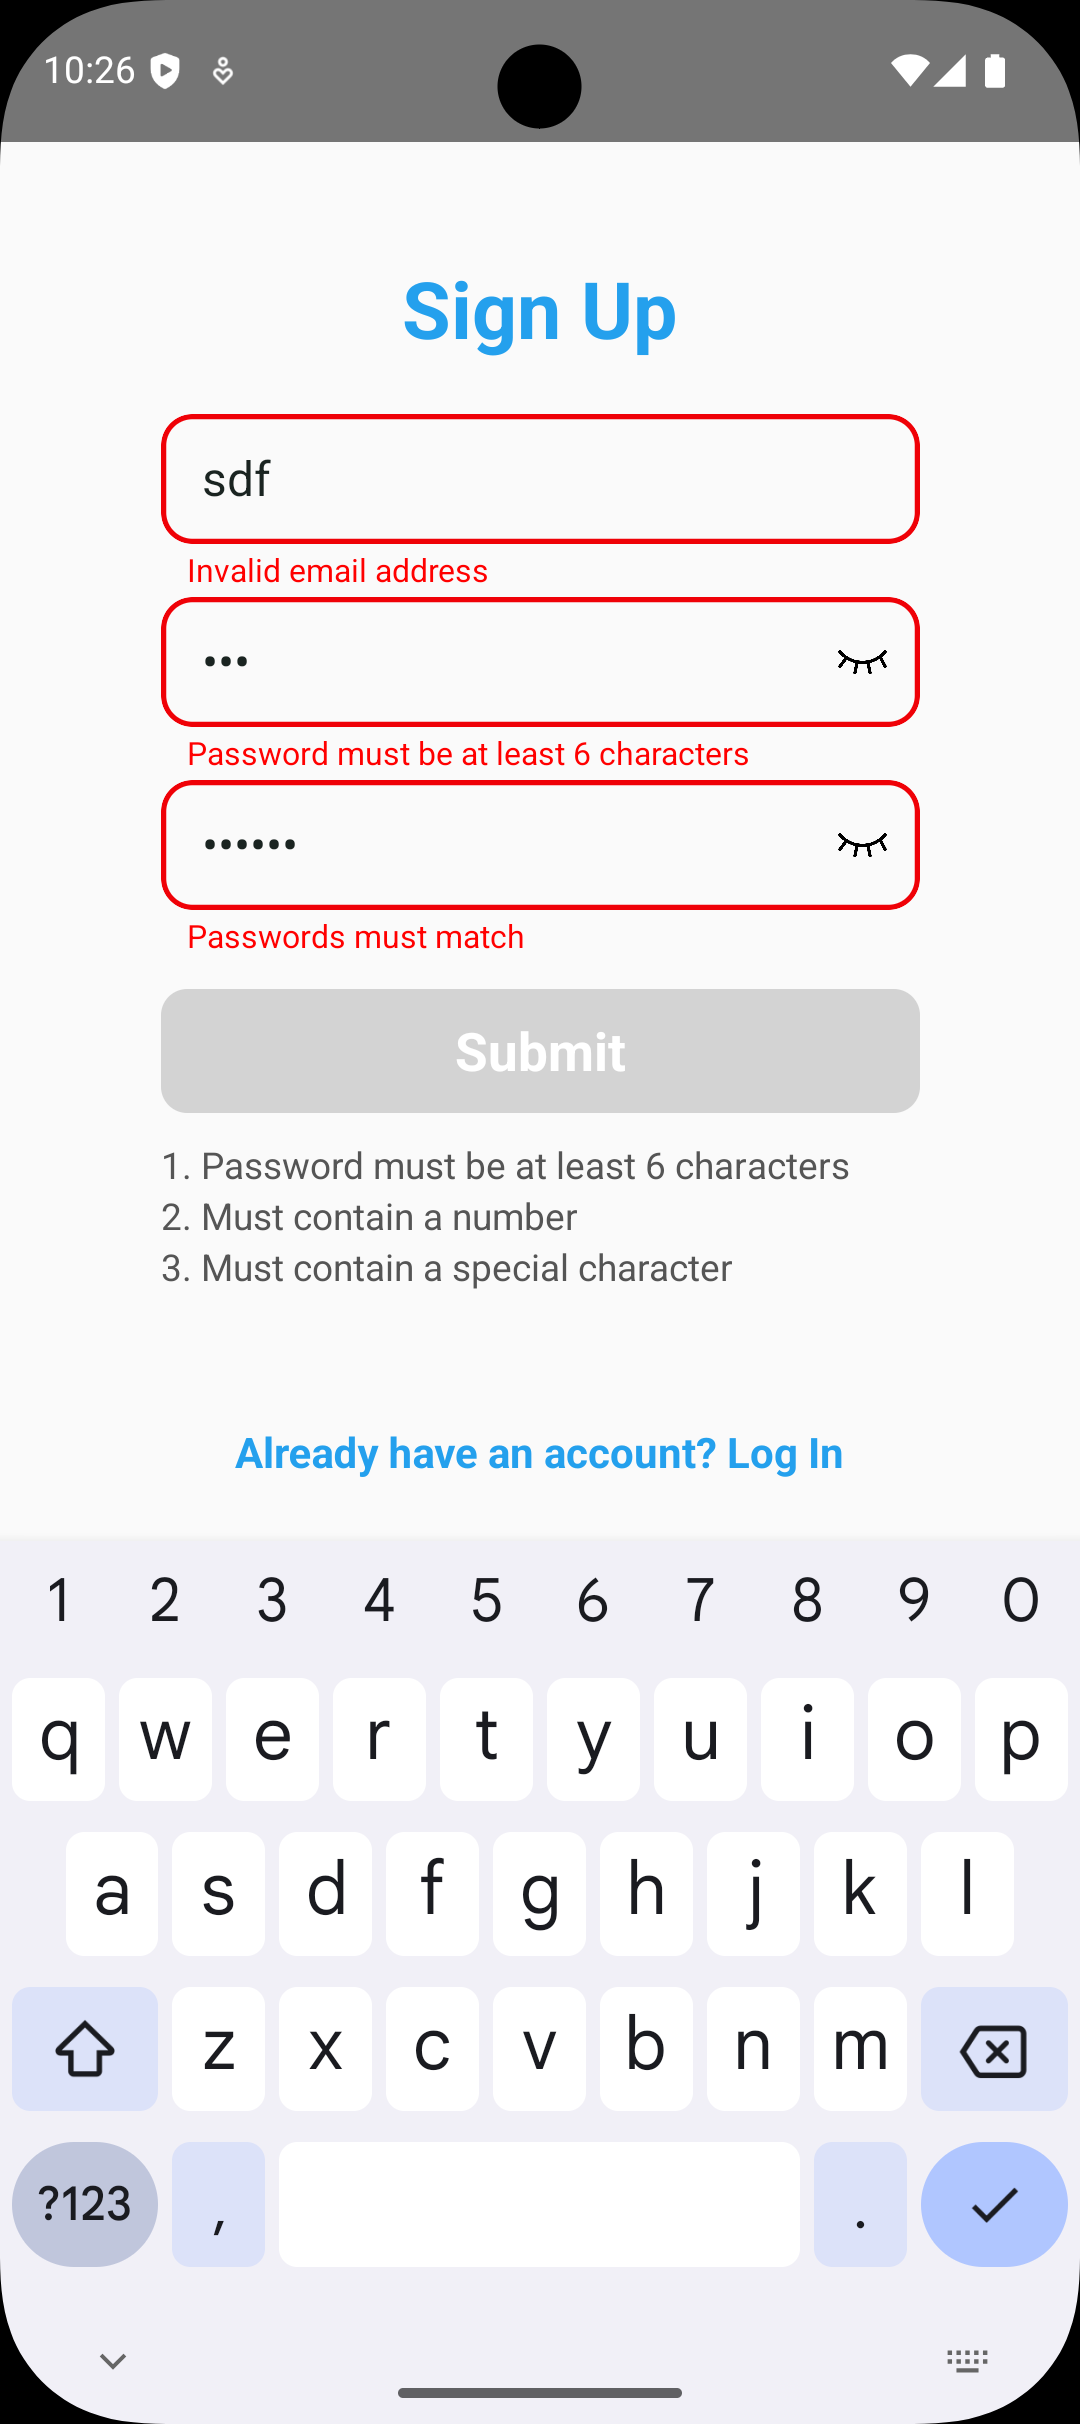 10:26
Sign Up
sdf
Invalid email address
•••
Password must be at least 6 characters
••••••
Passwords must match
Submit
1. Password must be at least 6 characters
2. Must contain a number
3. Must contain a special character
Already have an account? Log In
1 2 3 4 5 6 7 8 9 0
q w e r t y u i o p
a s d f g h j k l
z x c v b n m
?123 , .